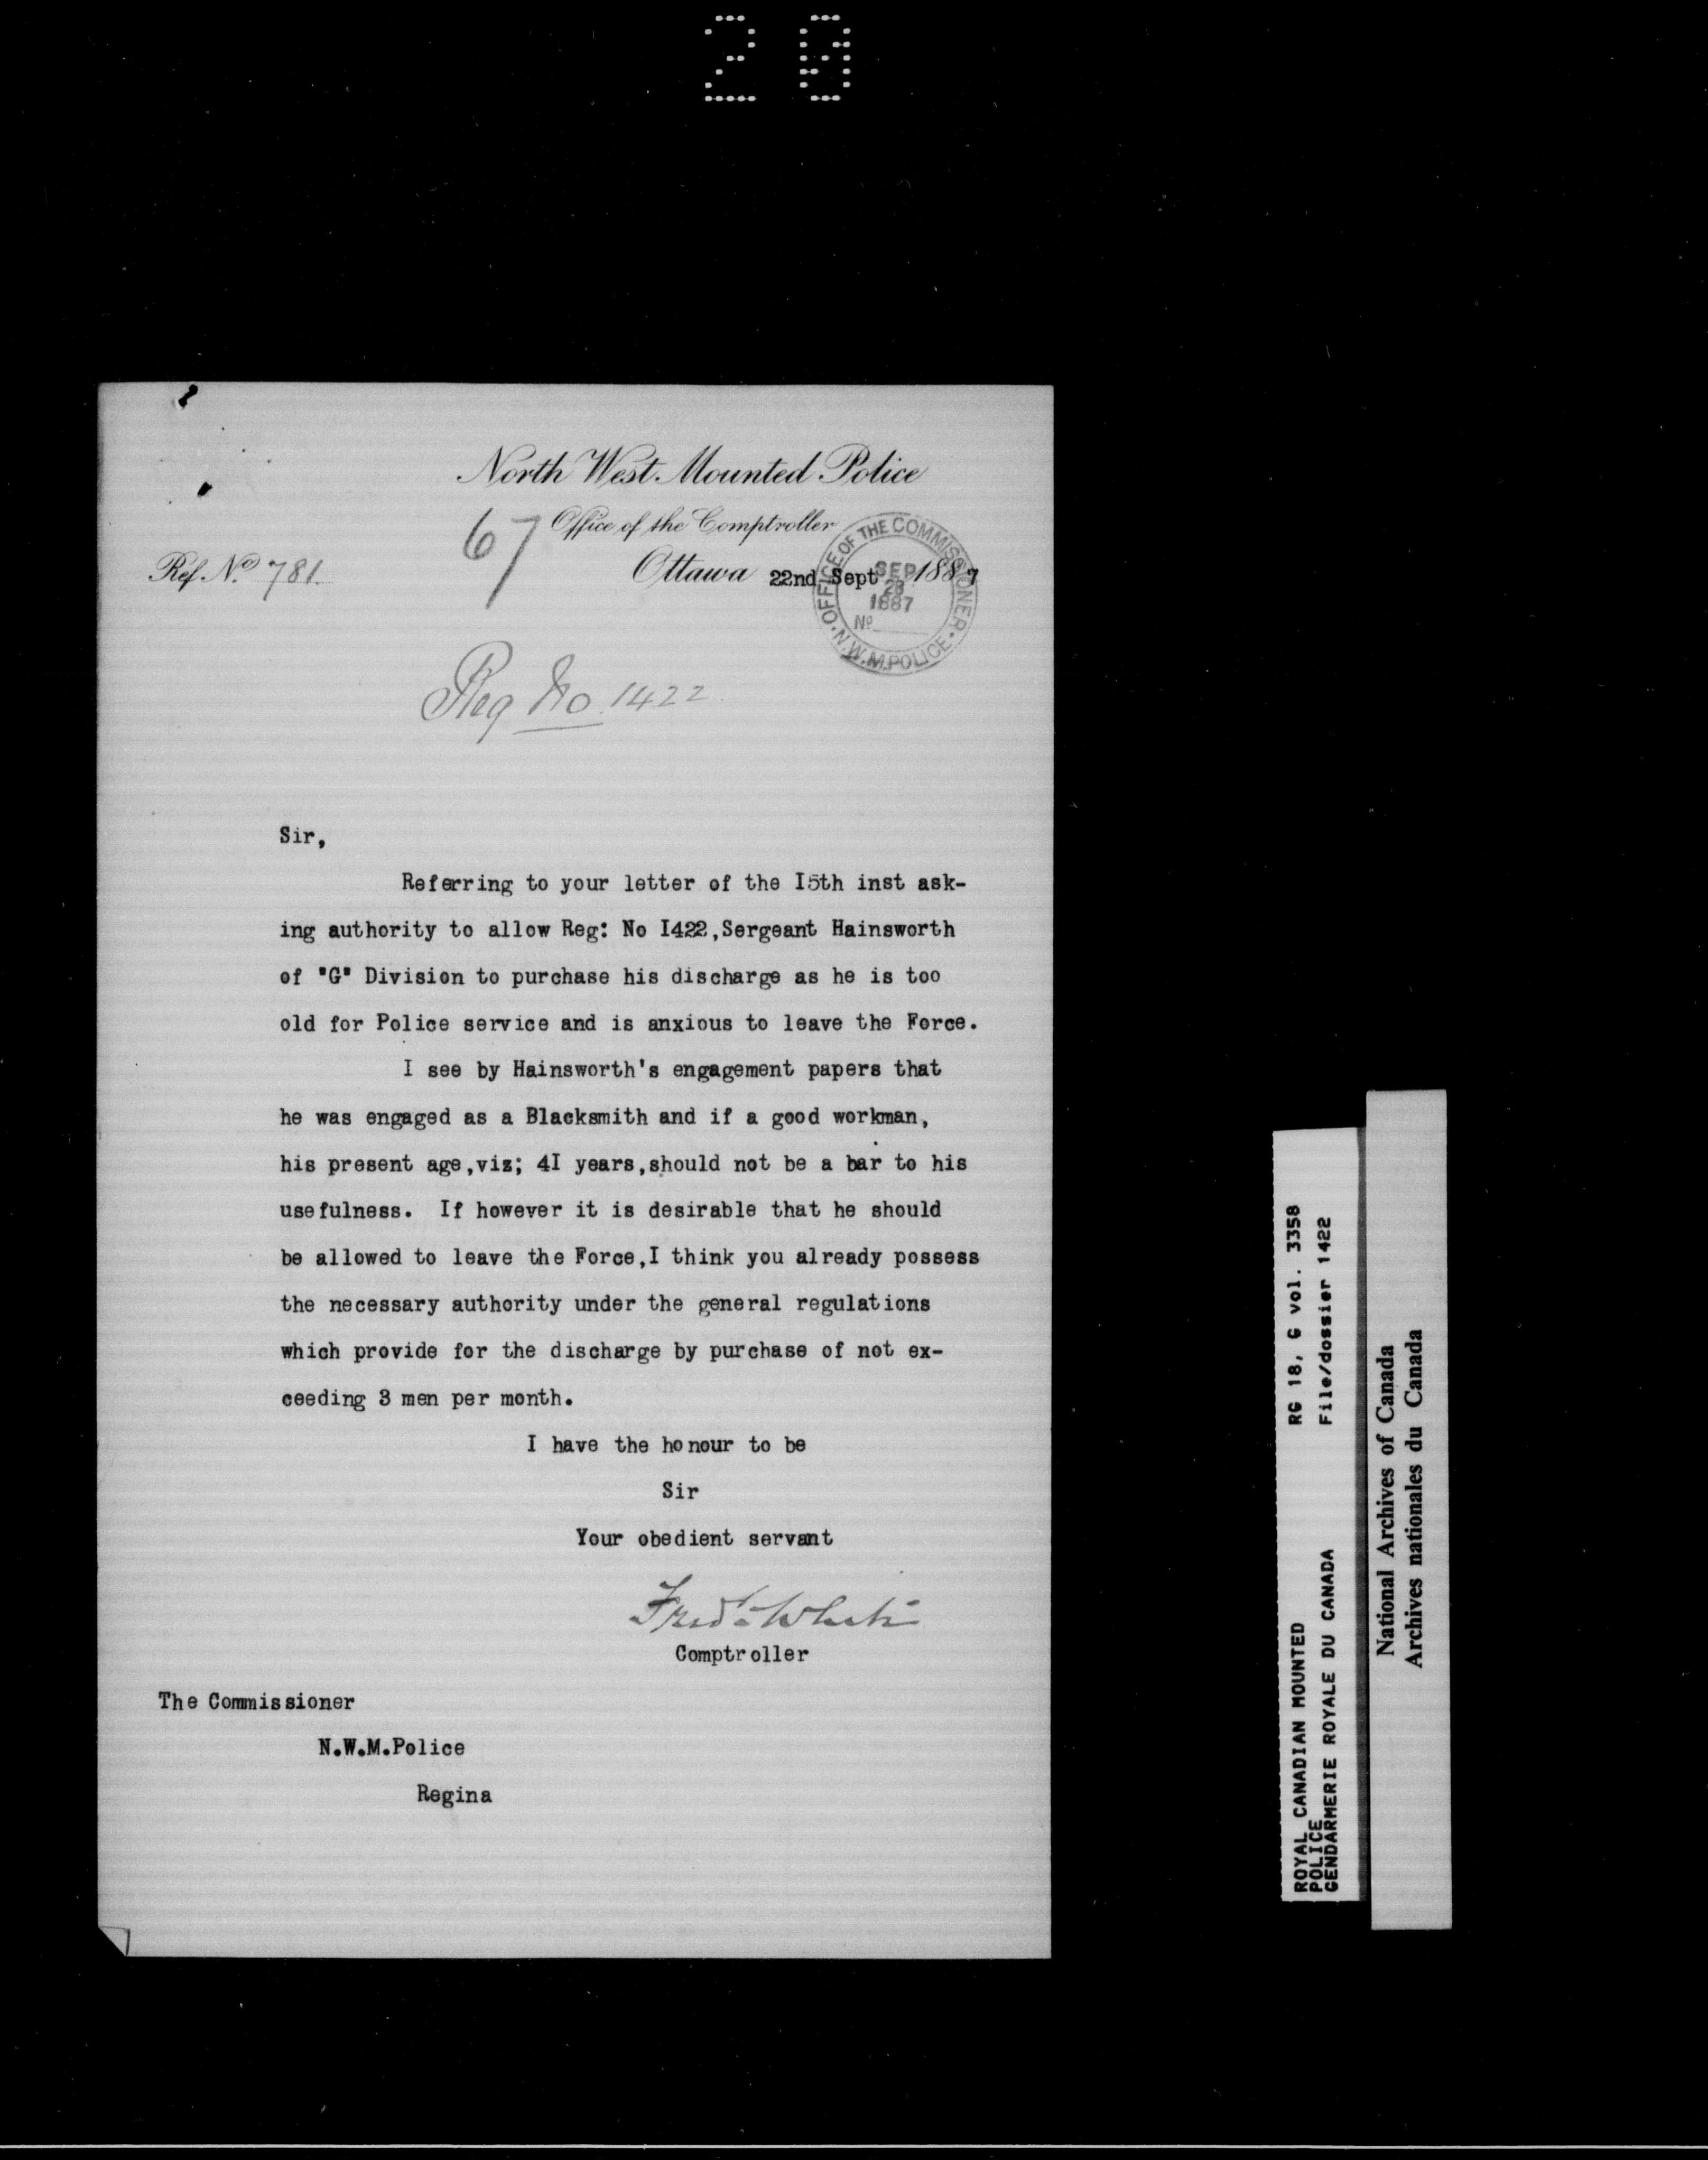 20
North West Mounted Police
67
Office of the Comptroller
Ref. No. 781.
Ottawa 22nd Sept 1887
OFFICE OF THE COMMISSIONER
SEP
1887
No
N.W.M.POLICE.
Reg No. 1422
Sir,
Referring to your letter of the I5th inst ask-
ing authority to allow Reg: No I422,Sergeant Hainsworth
of "G" Division to purchase his discharge as he is too
old for Police service and is anxious to leave the Force.
I see by Hainsworth's engagement papers that
he was engaged as a Blacksmith and if a good workman,
his present age,viz; 4I years,should not be a bar to his
usefulness. If however it is desirable that he should
be allowed to leave the Force,I think you already possess
the necessary authority under the general regulations
which provide for the discharge by purchase of not ex-
ceeding 3 men per month.
I have the honour to be
Sir
Your obedient servant
Fred White
Comptroller
The Commissioner
N.W.M.Police
Regina
ROYAL CANADIAN MOUNTED
POLICE
GENDARMERIE ROYALE DU CANADA
RG 18, G vol. 3358
File/dossier 1422
National Archives of Canada
Archives nationales du Canada